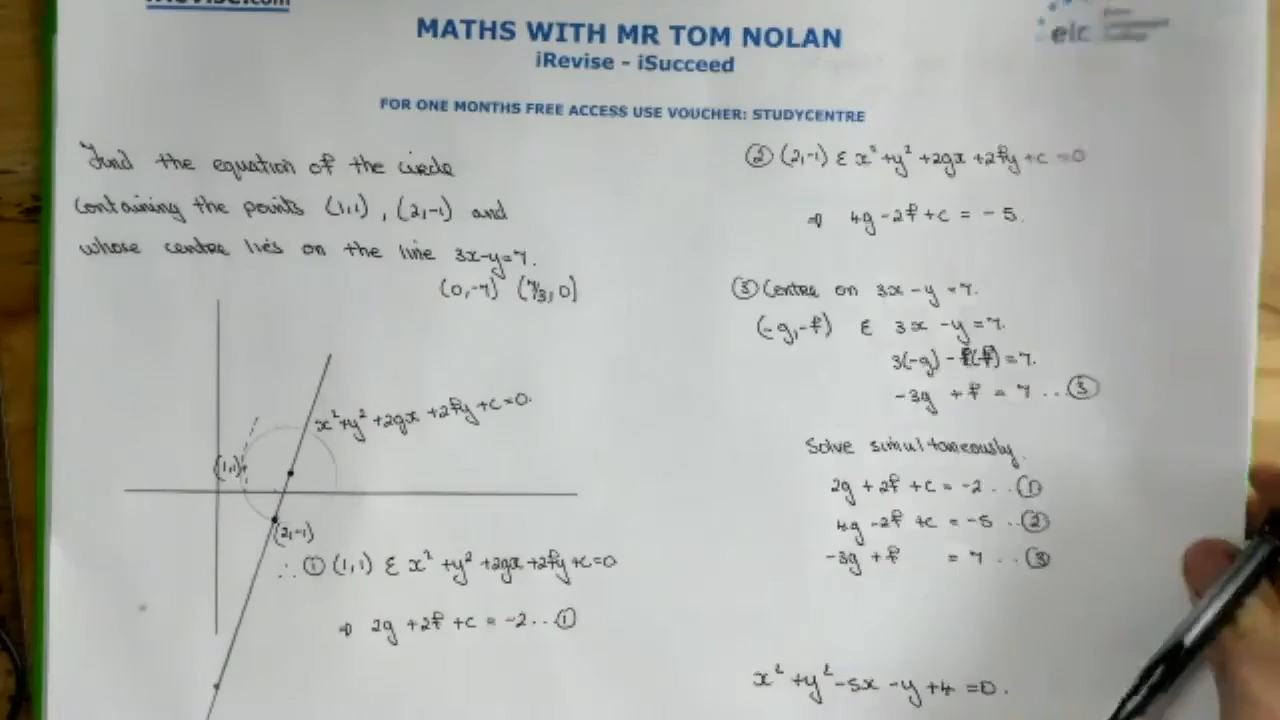 MATHS WITH MR TOM NOLAN
iRevise - iSucceed
FOR ONE MONTHS FREE ACCESS USE VOUCHER: STUDYCENTRE
Find the equation of the circle
containing the points (1,1), (2,-1) and
whose centre lies on the line 3x-y=7.
(0,-7) (7/3,0)
x²+y²+2gx+2fy+c=0.
(1,1)
(2,-1)
∴ ① (1,1) ε x²+y²+2gx+2fy+c=0
⇒ 2g+2f+c=-2...①
② (2,-1) ε x²+y²+2gx+2fy+c=0
⇒ 4g-2f+c=-5.
③ Centre on 3x-y=7.
(-g,-f) ε 3x-y=7.
3(-g)-(-f)=7.
-3g+f=7...③
Solve simultaneously.
2g+2f+c=-2..①
4g-2f+c=-5..②
-3g+f =7...③
x²+y²-5x-y+4=0.
elc